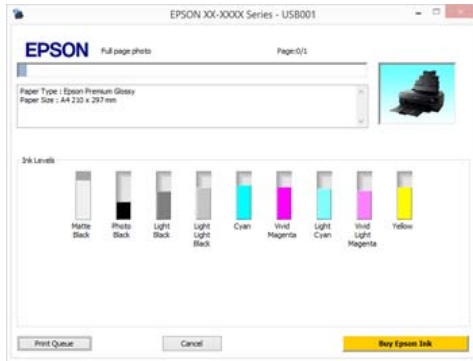 EPSON XX-XXXX Series - USB001
EPSON Full page photo Page:0/1
Paper Type : Epson Premium Glossy
Paper Size : A4 210 x 297 mm
Ink Levels
Matte Black
Photo Black
Light Black
Light Light Black
Cyan
Vivid Magenta
Light Cyan
Vivid Light Magenta
Yellow
Print Queue Cancel Buy Epson Ink